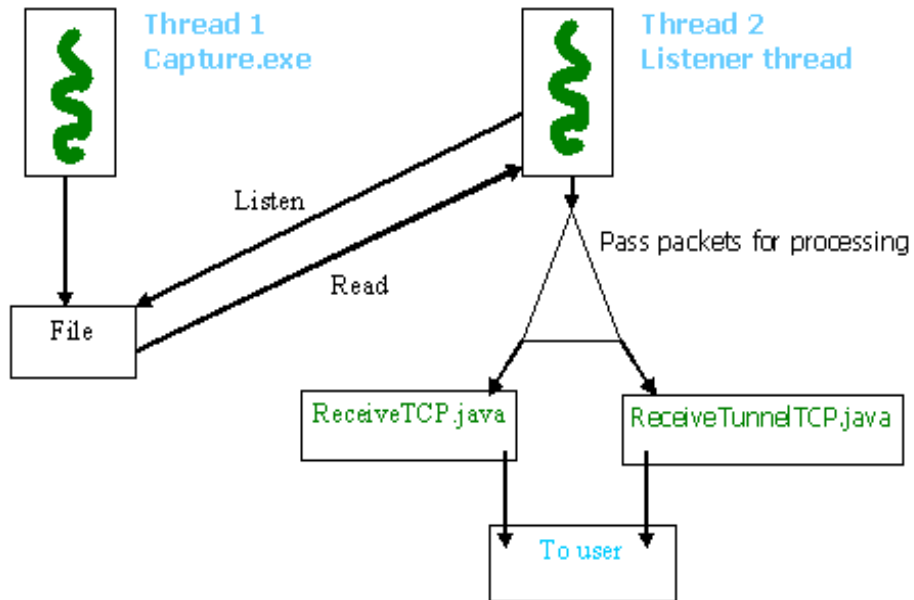 Thread 1
Capture.exe
Thread 2
Listener thread
Listen
Read
Pass packets for processing
File
ReceiveTCP.java
ReceiveTunnelTCP.java
To user